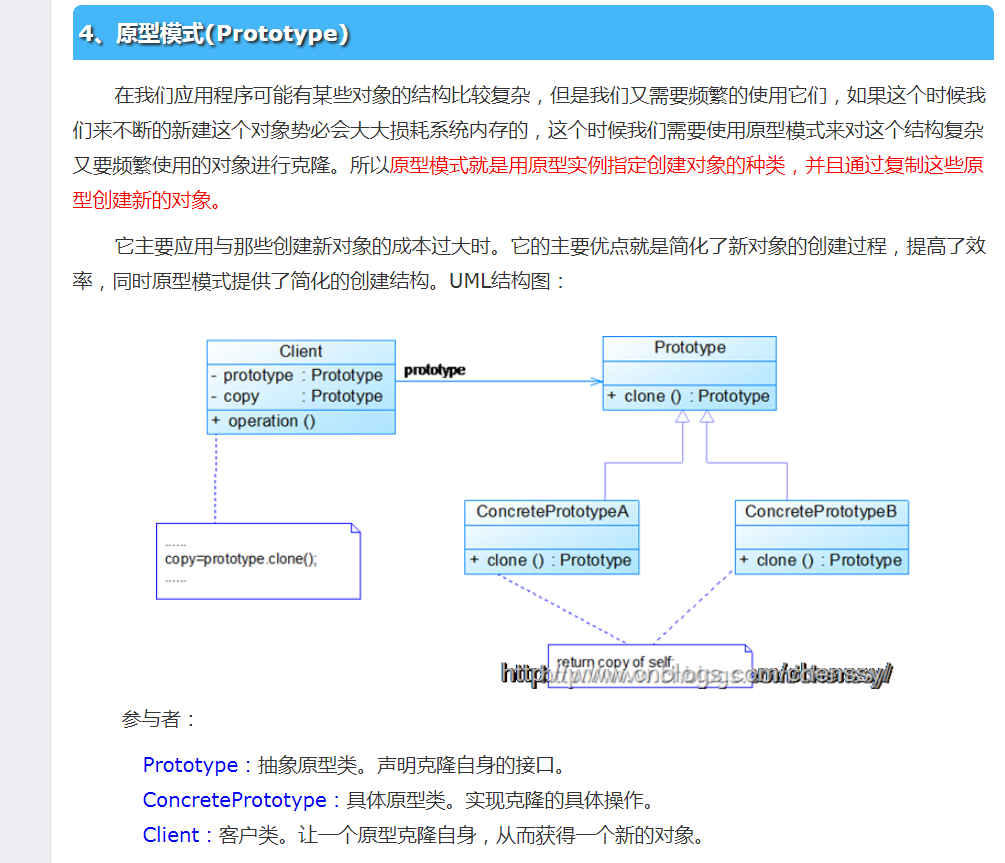 4、原型模式(Prototype)
在我们应用程序可能有某些对象的结构比较复杂，但是我们又需要频繁的使用它们，如果这个时候我
们来不断的新建这个对象势必会大大损耗系统内存的，这个时候我们需要使用原型模式来对这个结构复杂
又要频繁使用的对象进行克隆。所以原型模式就是用原型实例指定创建对象的种类，并且通过复制这些原
型创建新的对象。
它主要应用与那些创建新对象的成本过大时。它的主要优点就是简化了新对象的创建过程，提高了效
率，同时原型模式提供了简化的创建结构。UML结构图：
Client
- prototype : Prototype
- copy : Prototype
+ operation ()
prototype
Prototype
+ clone () : Prototype
ConcretePrototypeA
+ clone () : Prototype
ConcretePrototypeB
+ clone () : Prototype
......
copy=prototype.clone();
......
return copy of self;
http://www.cnblogs.com/chenssy/
参与者：
Prototype：抽象原型类。声明克隆自身的接口。
ConcretePrototype：具体原型类。实现克隆的具体操作。
Client：客户类。让一个原型克隆自身，从而获得一个新的对象。